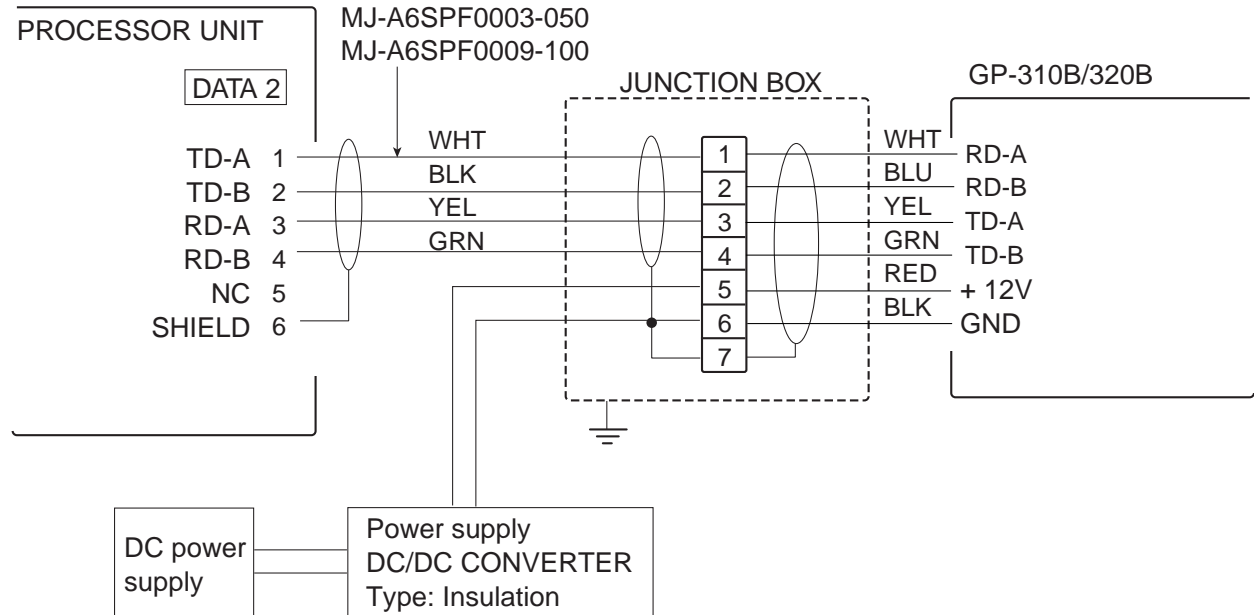 PROCESSOR UNIT
MJ-A6SPF0003-050
MJ-A6SPF0009-100
DATA 2
JUNCTION BOX
GP-310B/320B
TD-A 1
TD-B 2
RD-A 3
RD-B 4
NC 5
SHIELD 6
WHT
BLK
YEL
GRN
1
2
3
4
5
6
7
WHT
BLU
YEL
GRN
RED
BLK
RD-A
RD-B
TD-A
TD-B
+ 12V
GND
DC power
supply
Power supply
DC/DC CONVERTER
Type: Insulation